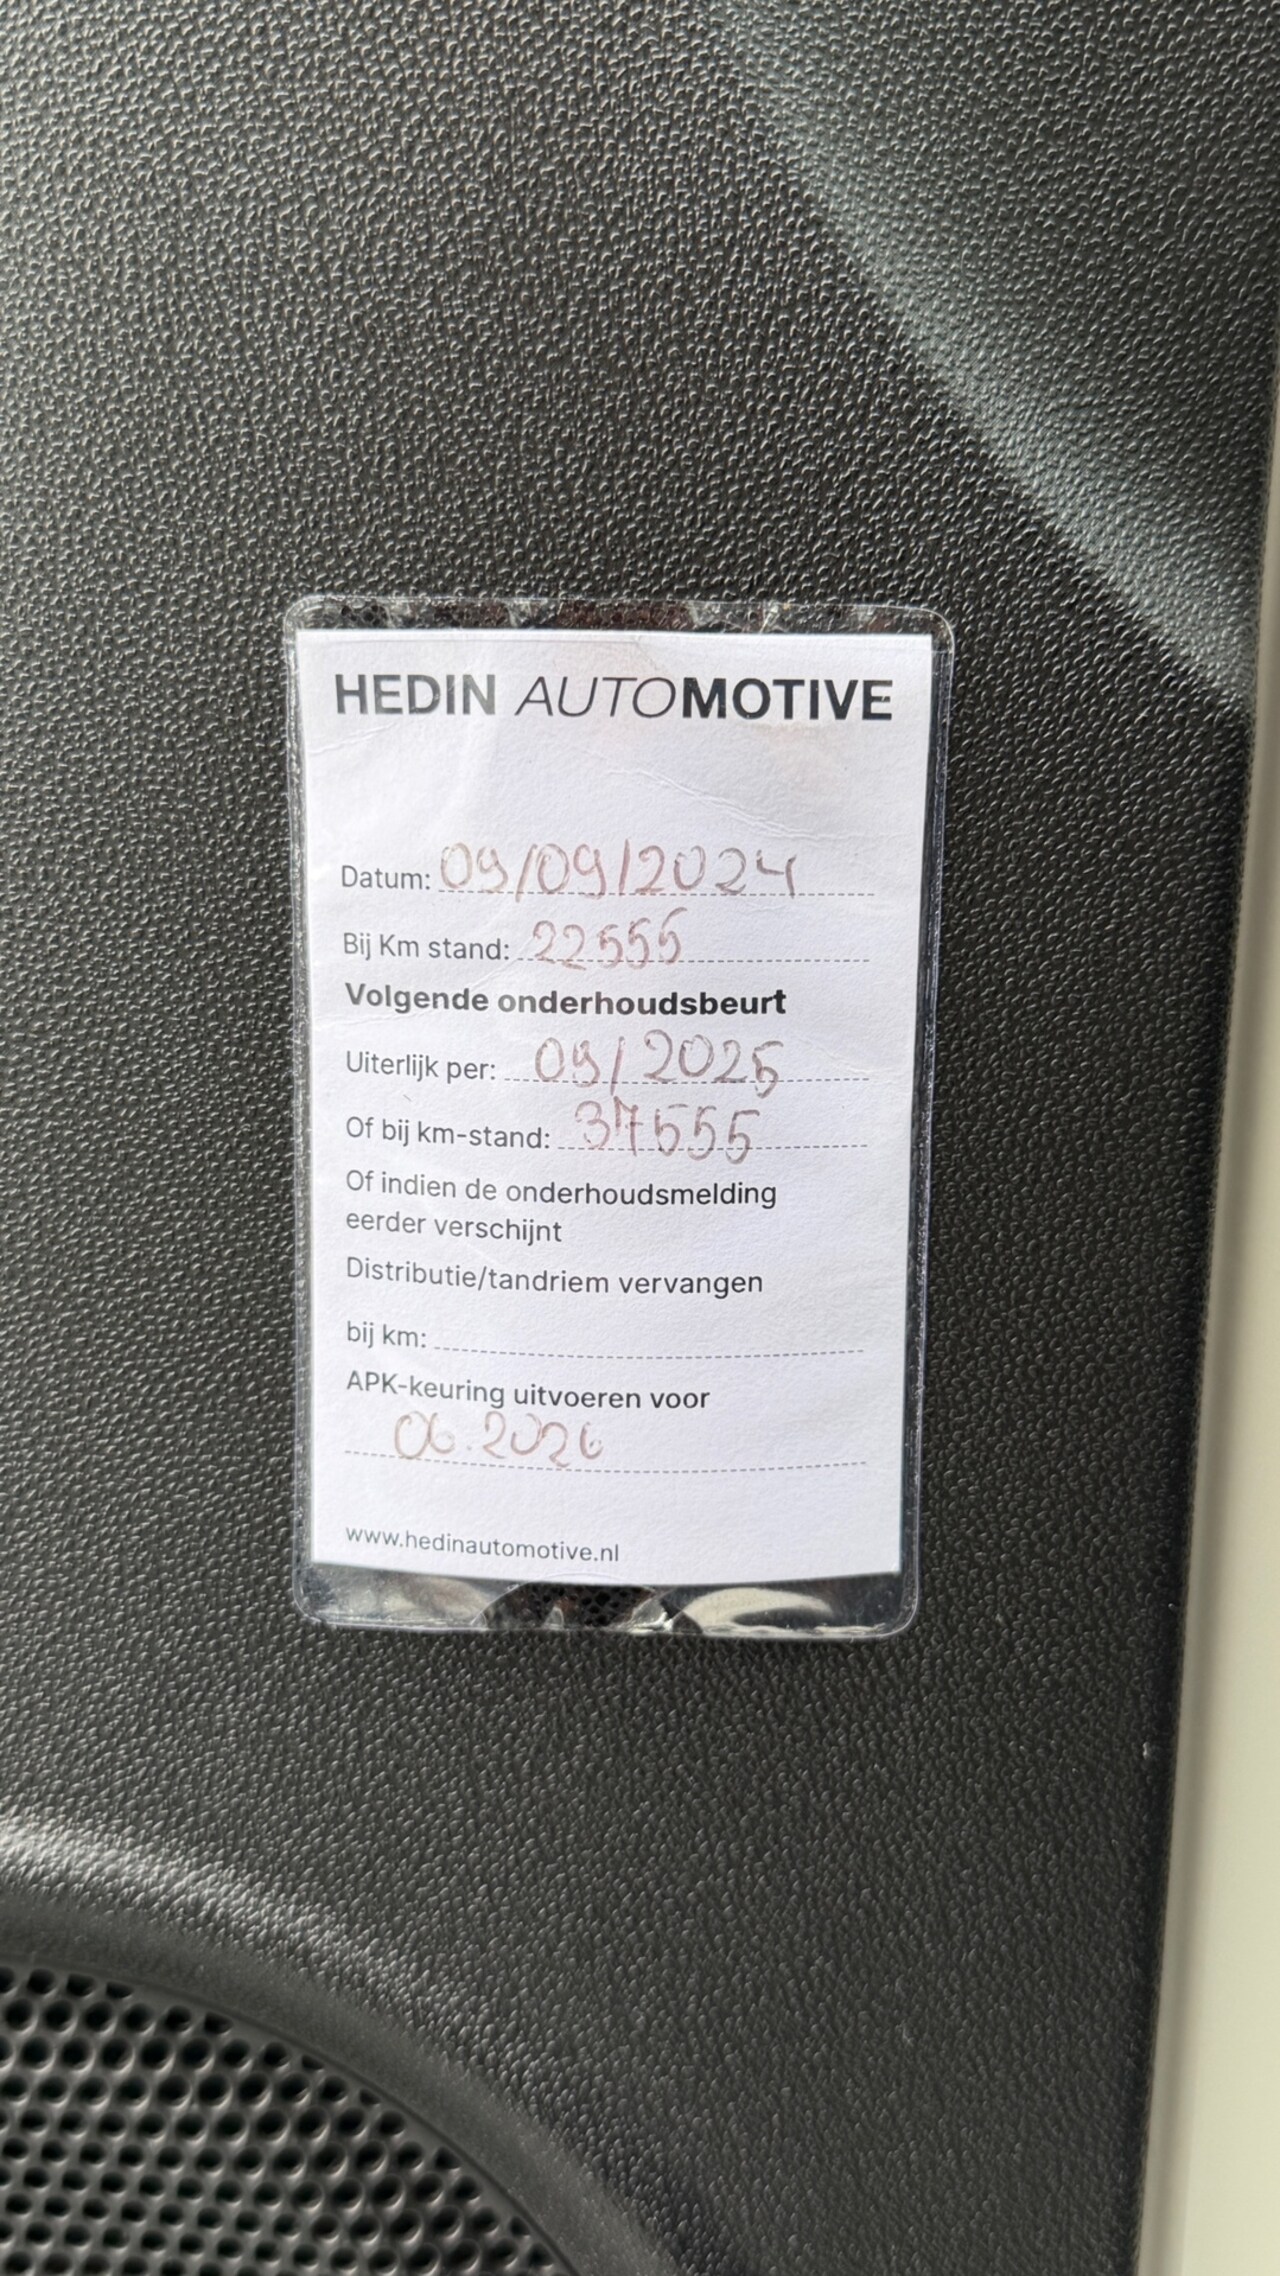 HEDIN AUTOMOTIVE
Datum: 09/09/2024
Bij Km stand: 22555
Volgende onderhoudsbeurt
Uiterlijk per: 09/2025
Of bij km-stand: 37555
Of indien de onderhoudsmelding
eerder verschijnt
Distributie/tandriem vervangen
bij km:
APK-keuring uitvoeren voor
06.2026
www.hedinautomotive.nl